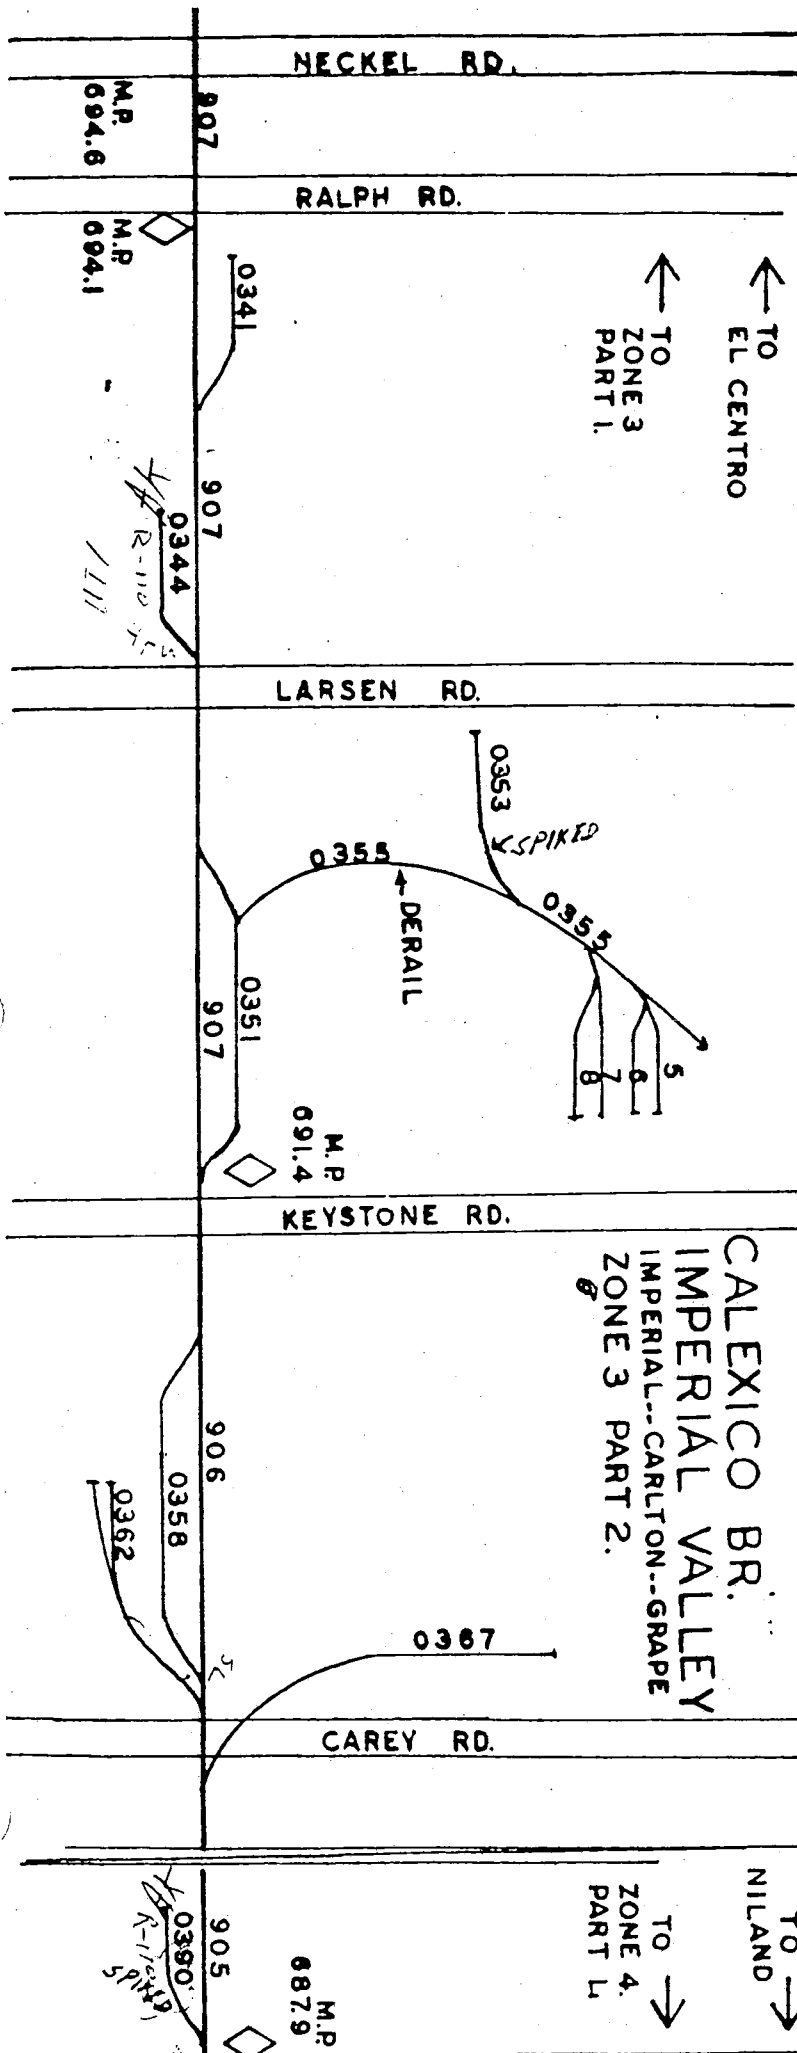 NECKEL RD.
907
M.P.
694.6
RALPH RD.
M.P.
694.1
0341
TO
EL CENTRO
TO
ZONE 3
PART 1.
907
0344
R-110
LARSEN RD.
0353
SPIKED
0355
DERAIL
0355
5
6
7
8
0351
907
M.P.
691.4
KEYSTONE RD.
CALEXICO BR.
IMPERIAL VALLEY
IMPERIAL--CARLTON--GRAPE
ZONE 3 PART 2.
906
0358
0362
0367
CAREY RD.
TO
NILAND
TO
ZONE 4.
PART 1.
905
0390
M.P.
687.9